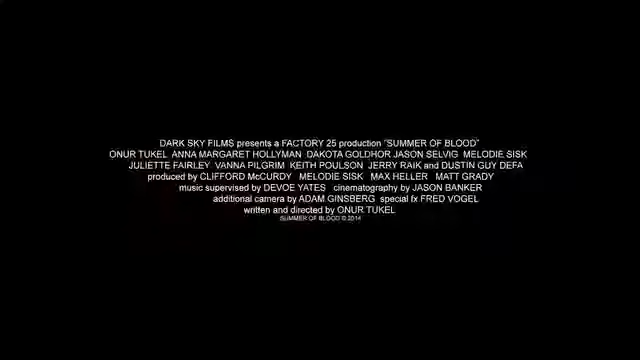 DARK SKY FILMS presents a FACTORY 25 production "SUMMER OF BLOOD"
ONUR TUKEL ANNA MARGARET HOLLYMAN DAKOTA GOLDHOR JASON SELVIG MELODIE SISK
JULIETTE FAIRLEY VANNA PILGRIM KEITH POULSON JERRY RAIK and DUSTIN GUY DEFA
produced by CLIFFORD McCURDY MELODIE SISK MAX HELLER MATT GRADY
music supervised by DEVOE YATES cinematography by JASON BANKER
additional camera by ADAM GINSBERG special fx FRED VOGEL
written and directed by ONUR TUKEL
SUMMER OF BLOOD © 2014